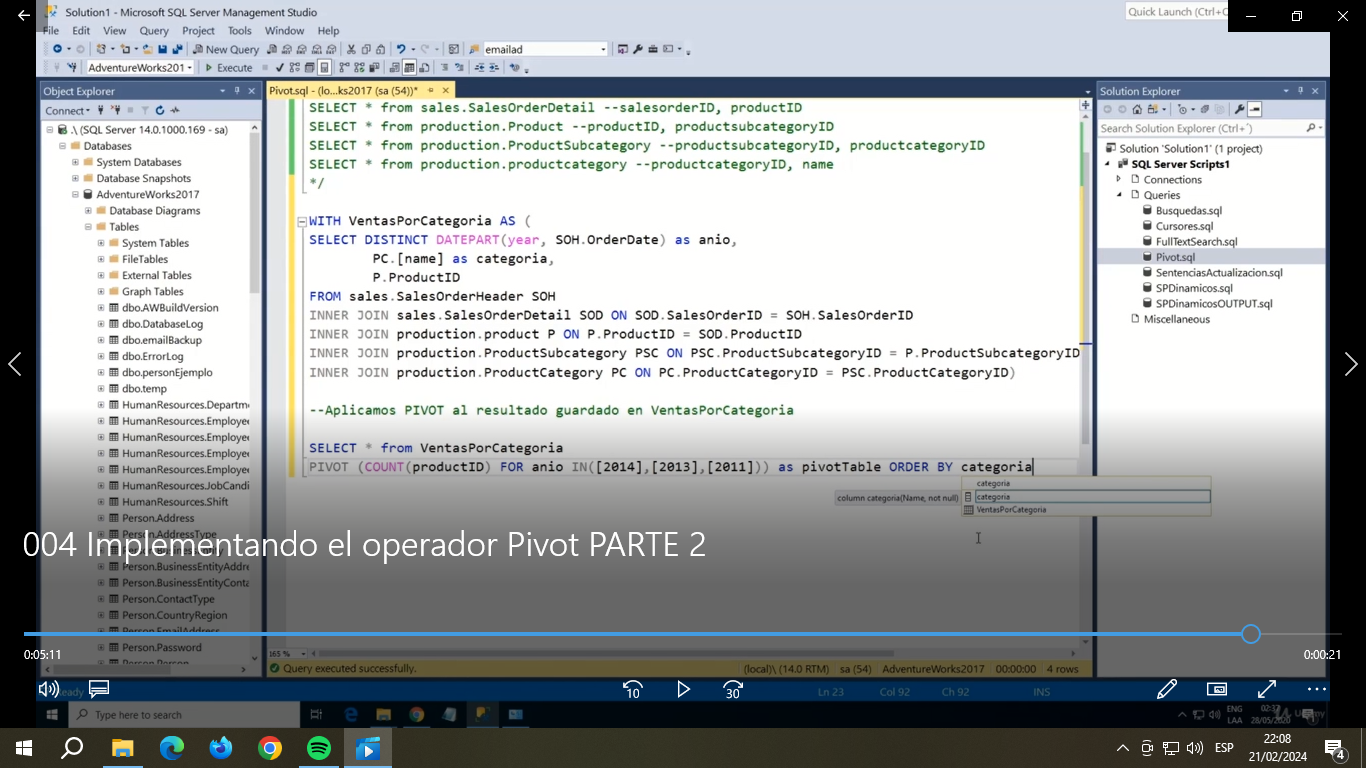 Solution1 - Microsoft SQL Server Management Studio
Quick Launch (Ctrl+Q
File Edit View Query Project Tools Window Help
New Query
emailad
AdventureWorks201
Execute
Object Explorer
Connect
.\ (SQL Server 14.0.1000.169 - sa)
Databases
System Databases
Database Snapshots
AdventureWorks2017
Database Diagrams
Tables
System Tables
FileTables
External Tables
Graph Tables
dbo.AWBuildVersion
dbo.DatabaseLog
dbo.emailBackup
dbo.ErrorLog
dbo.personEjemplo
dbo.temp
HumanResources.Departme
HumanResources.Employee
HumanResources.Employee
HumanResources.Employee
HumanResources.Employee
HumanResources.JobCandi
HumanResources.Shift
Person.Address
Person.AddressType
Person.BusinessEntityAddre
Person.BusinessEntityConta
Person.ContactType
Person.CountryRegion
Person.EmailAddress
Person.Password
Person.Person
Pivot.sql - (lo...ks2017 (sa (54))*
SELECT * from sales.SalesOrderDetail --salesorderID, productID
SELECT * from production.Product --productID, productsubcategoryID
SELECT * from production.ProductSubcategory --productsubcategoryID, productcategoryID
SELECT * from production.productcategory --productcategoryID, name
*/
WITH VentasPorCategoria AS (
SELECT DISTINCT DATEPART(year, SOH.OrderDate) as anio,
PC.[name] as categoria,
P.ProductID
FROM sales.SalesOrderHeader SOH
INNER JOIN sales.SalesOrderDetail SOD ON SOD.SalesOrderID = SOH.SalesOrderID
INNER JOIN production.product P ON P.ProductID = SOD.ProductID
INNER JOIN production.ProductSubcategory PSC ON PSC.ProductSubcategoryID = P.ProductSubcategoryID
INNER JOIN production.ProductCategory PC ON PC.ProductCategoryID = PSC.ProductCategoryID)
--Aplicamos PIVOT al resultado guardado en VentasPorCategoria
SELECT * from VentasPorCategoria
PIVOT (COUNT(productID) FOR anio IN([2014],[2013],[2011])) as pivotTable ORDER BY categoria
categoria
column categoria(Name, not null)
categoria
VentasPorCategoria
165 %
Query executed successfully.
(local)\ (14.0 RTM) sa (54) AdventureWorks2017 00:00:00 4 rows
Solution Explorer
Search Solution Explorer (Ctrl+´)
Solution 'Solution1' (1 project)
SQL Server Scripts1
Connections
Queries
Busquedas.sql
Cursores.sql
FullTextSearch.sql
Pivot.sql
SentenciasActualizacion.sql
SPDinamicos.sql
SPDinamicosOUTPUT.sql
Miscellaneous
004 Implementando el operador Pivot PARTE 2
0:05:11
0:00:21
Ready
10
30
Ln 23 Col 92 Ch 92 INS
Type here to search
ENG
LAA
28/05/2020
ESP
22:08
21/02/2024
4